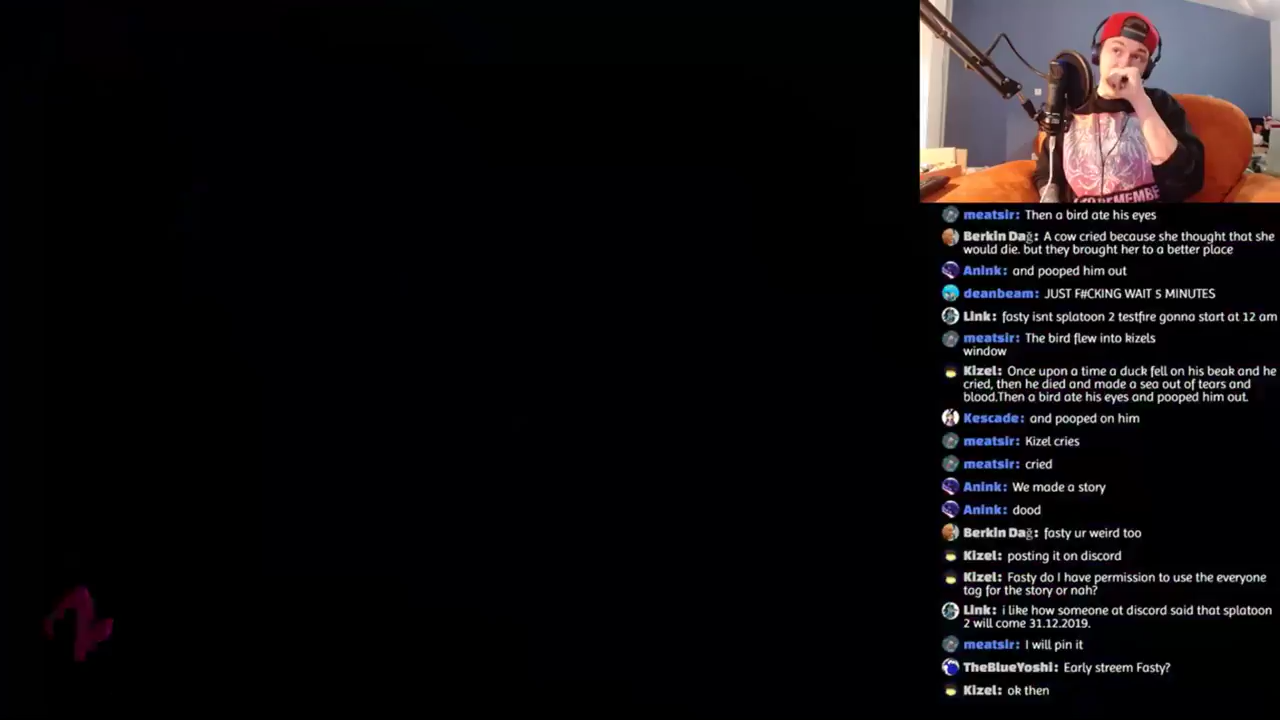 TO REMEMBE
meatsir: Then a bird ate his eyes
Berkin Dağ: A cow cried because she thought that she
would die. but they brought her to a better place
Anink: and pooped him out
deanbeam: JUST F#CKING WAIT 5 MINUTES
Link: fasty isnt splatoon 2 testfire gonna start at 12 am
meatsir: The bird flew into kizels
window
Kizel: Once upon a time a duck fell on his beak and he
cried, then he died and made a sea out of tears and
blood.Then a bird ate his eyes and pooped him out.
Kescade: and pooped on him
meatsir: Kizel cries
meatsir: cried
Anink: We made a story
Anink: dood
Berkin Dağ: fasty ur weird too
Kizel: posting it on discord
Kizel: Fasty do I have permission to use the everyone
tag for the story or nah?
Link: i like how someone at discord said that splatoon
2 will come 31.12.2019.
meatsir: I will pin it
TheBlueYoshi: Early streem Fasty?
Kizel: ok then
2